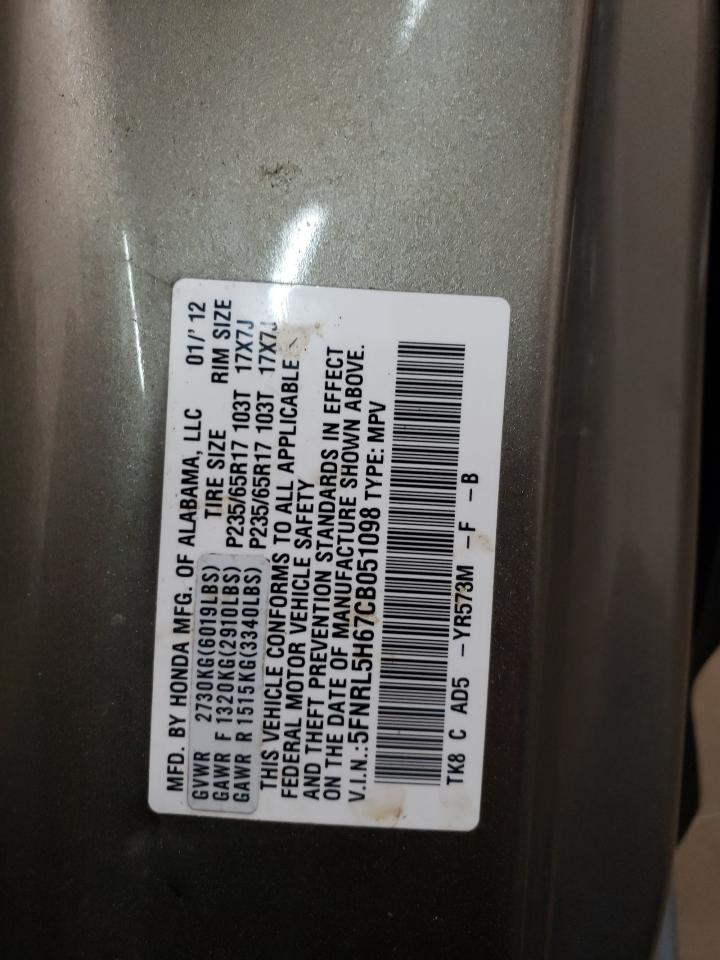 MFD. BY HONDA MFG. OF ALABAMA, LLC 01/'12
GVWR 2730KG(6019LBS) TIRE SIZE RIM SIZE
GAWR F 1320KG(2910LBS) P235/65R17 103T 17X7J
GAWR R 1515KG(3340LBS) P235/65R17 103T 17X7J
THIS VEHICLE CONFORMS TO ALL APPLICABLE
FEDERAL MOTOR VEHICLE SAFETY
AND THEFT PREVENTION STANDARDS IN EFFECT
ON THE DATE OF MANUFACTURE SHOWN ABOVE.
V.I.N.:5FNRL5H67CB051098 TYPE: MPV
TK8 C AD5 -YR573M -F -B